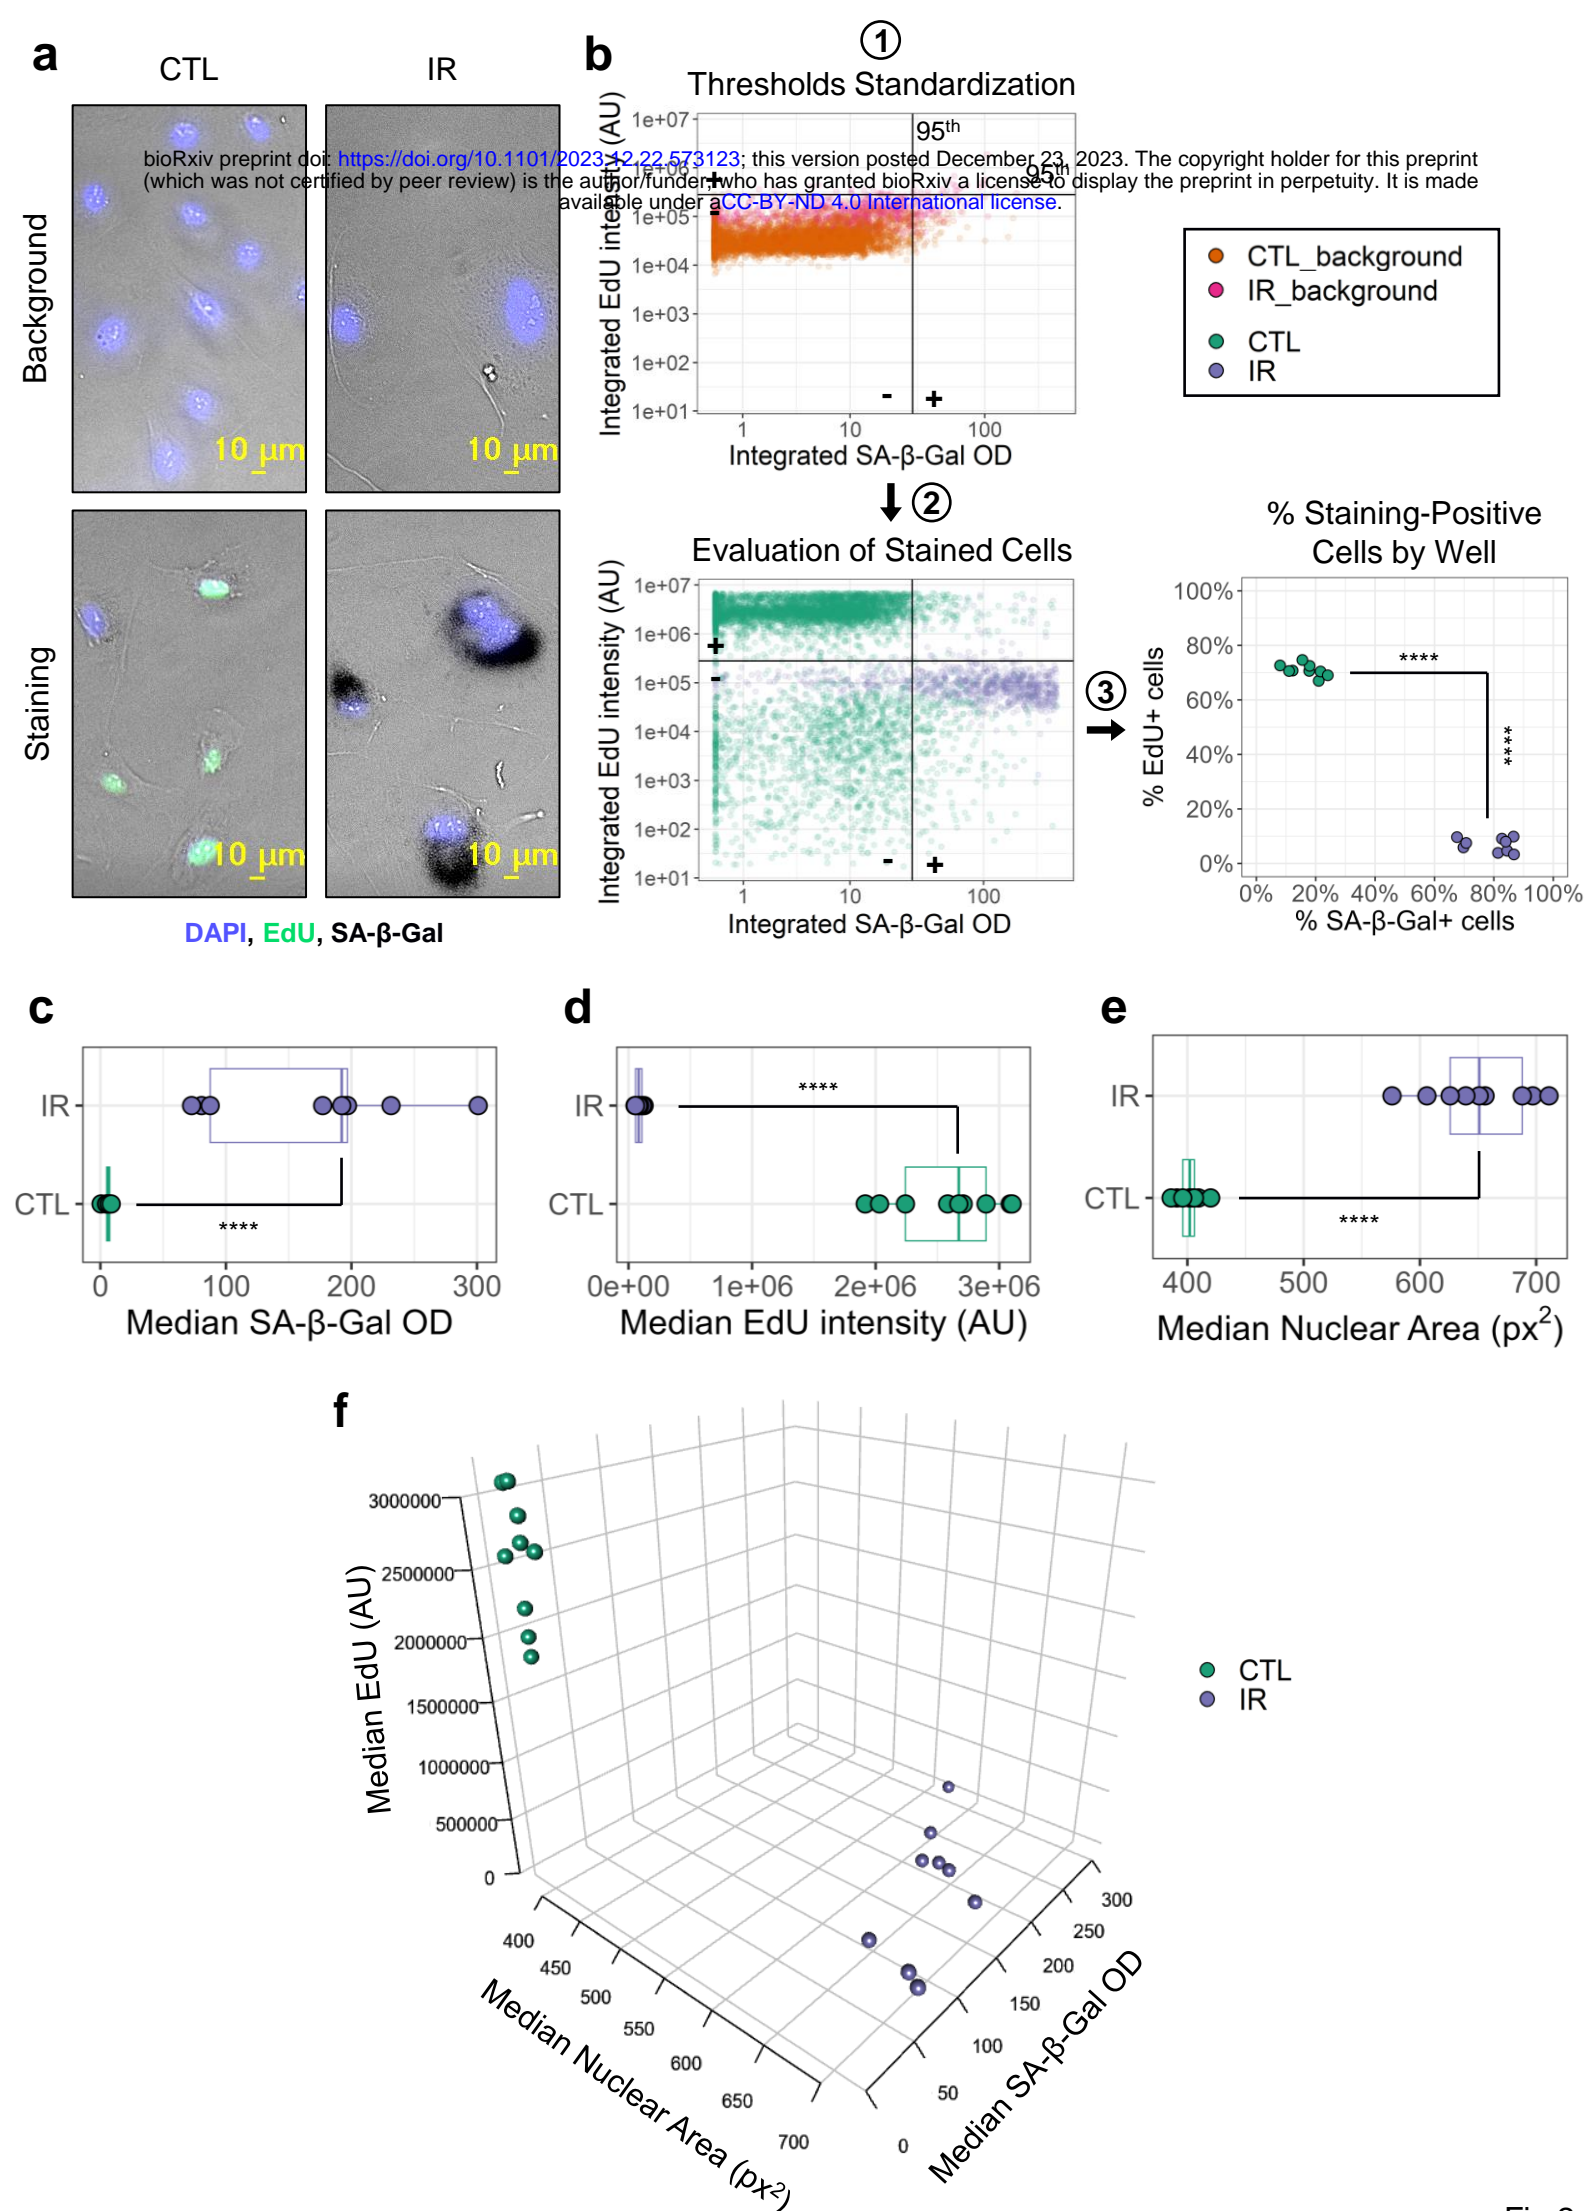 a
CTL
IR
Background
10 µm
10 µm
Staining
10 µm
10 µm
DAPI, EdU, SA-β-Gal
bioRxiv preprint doi: https://doi.org/10.1101/2023.12.22.573123; this version posted December 23, 2023. The copyright holder for this preprint
(which was not certified by peer review) is the author/funder, who has granted bioRxiv a license to display the preprint in perpetuity. It is made
available under aCC-BY-ND 4.0 International license.
b
1
Thresholds Standardization
Integrated EdU intensity (AU)
1e+07
1e+06
1e+05
1e+04
1e+03
1e+02
1e+01
95th
95th
+
-
- +
1 10 100
Integrated SA-β-Gal OD
CTL_background
IR_background
CTL
IR
2
Evaluation of Stained Cells
Integrated EdU intensity (AU)
1e+07
1e+06
1e+05
1e+04
1e+03
1e+02
1e+01
+
-
- +
1 10 100
Integrated SA-β-Gal OD
3
% Staining-Positive
Cells by Well
% EdU+ cells
100%
80%
60%
40%
20%
0%
****
****
0% 20% 40% 60% 80% 100%
% SA-β-Gal+ cells
c
IR
CTL
****
0 100 200 300
Median SA-β-Gal OD
d
IR
CTL
****
0e+00 1e+06 2e+06 3e+06
Median EdU intensity (AU)
e
IR
CTL
****
400 500 600 700
Median Nuclear Area (px2)
f
Median EdU (AU)
3000000
2500000
2000000
1500000
1000000
500000
0
400
450
500
550
600
650
700
Median Nuclear Area (px2)
0
50
100
150
200
250
300
Median SA-β-Gal OD
CTL
IR